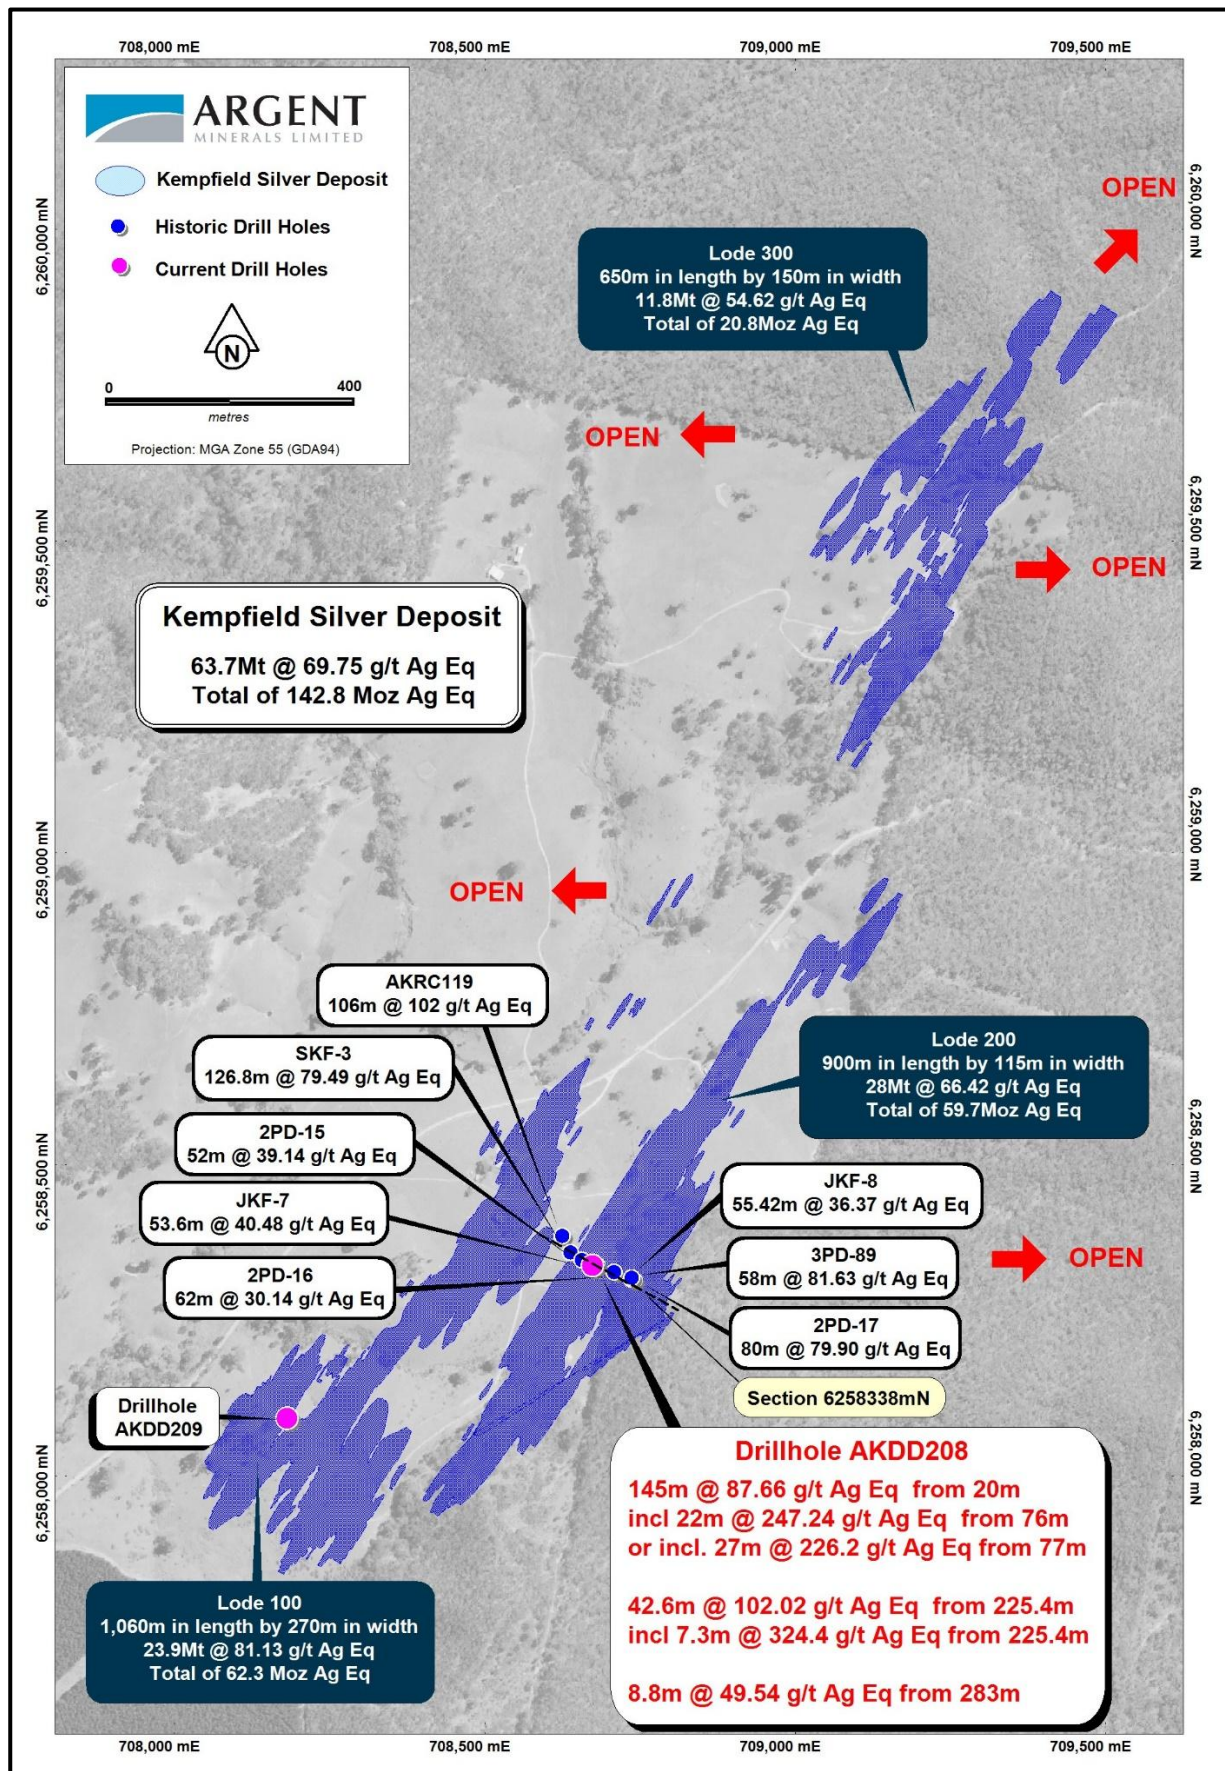 708,000 mE
708,500 mE
709,000 mE
709,500 mE
ARGENT
MINERALS LIMITED
Kempfield Silver Deposit
Historic Drill Holes
Current Drill Holes
N
0 400
metres
Projection: MGA Zone 55 (GDA94)
6,260,000 mN
6,260,000 mN
OPEN
Lode 300
650m in length by 150m in width
11.8Mt @ 54.62 g/t Ag Eq
Total of 20.8Moz Ag Eq
OPEN
6,259,500 mN
6,259,500 mN
OPEN
Kempfield Silver Deposit
63.7Mt @ 69.75 g/t Ag Eq
Total of 142.8 Moz Ag Eq
6,259,000 mN
6,259,000 mN
OPEN
AKRC119
106m @ 102 g/t Ag Eq
SKF-3
126.8m @ 79.49 g/t Ag Eq
2PD-15
52m @ 39.14 g/t Ag Eq
JKF-7
53.6m @ 40.48 g/t Ag Eq
2PD-16
62m @ 30.14 g/t Ag Eq
Lode 200
900m in length by 115m in width
28Mt @ 66.42 g/t Ag Eq
Total of 59.7Moz Ag Eq
6,258,500 mN
6,258,500 mN
JKF-8
55.42m @ 36.37 g/t Ag Eq
3PD-89
58m @ 81.63 g/t Ag Eq
OPEN
2PD-17
80m @ 79.90 g/t Ag Eq
Section 6258338mN
Drillhole
AKDD209
6,258,000 mN
6,258,000 mN
Drillhole AKDD208
145m @ 87.66 g/t Ag Eq from 20m
incl 22m @ 247.24 g/t Ag Eq from 76m
or incl. 27m @ 226.2 g/t Ag Eq from 77m
42.6m @ 102.02 g/t Ag Eq from 225.4m
incl 7.3m @ 324.4 g/t Ag Eq from 225.4m
8.8m @ 49.54 g/t Ag Eq from 283m
Lode 100
1,060m in length by 270m in width
23.9Mt @ 81.13 g/t Ag Eq
Total of 62.3 Moz Ag Eq
708,000 mE
708,500 mE
709,000 mE
709,500 mE